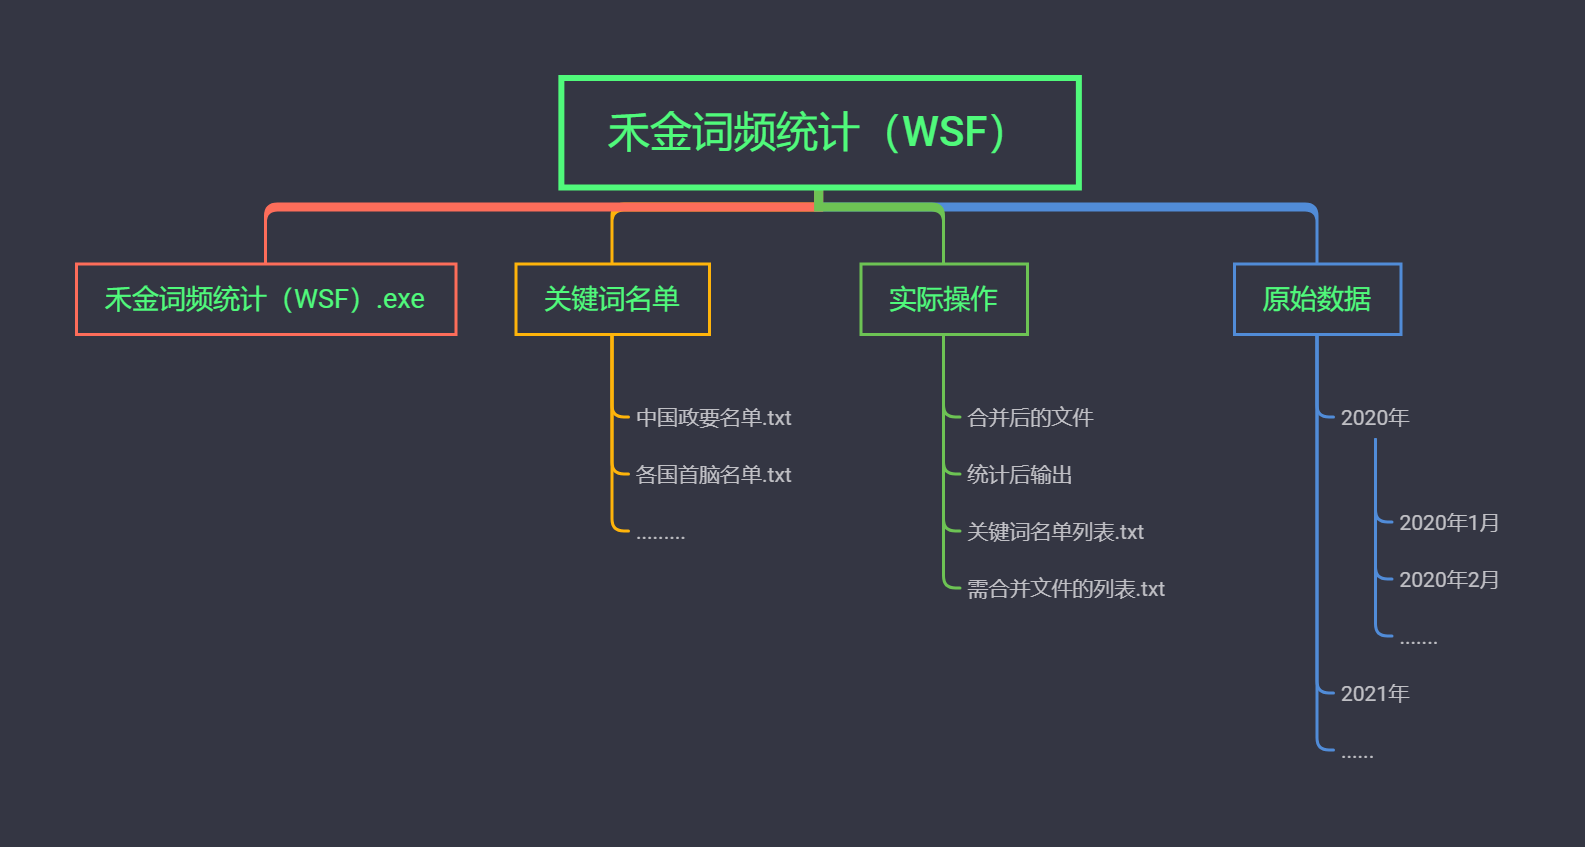 禾金词频统计（WSF）
禾金词频统计（WSF）.exe
关键词名单
中国政要名单.txt
各国首脑名单.txt
.........
实际操作
合并后的文件
统计后输出
关键词名单列表.txt
需合并文件的列表.txt
原始数据
2020年
2020年1月
2020年2月
.......
2021年
......